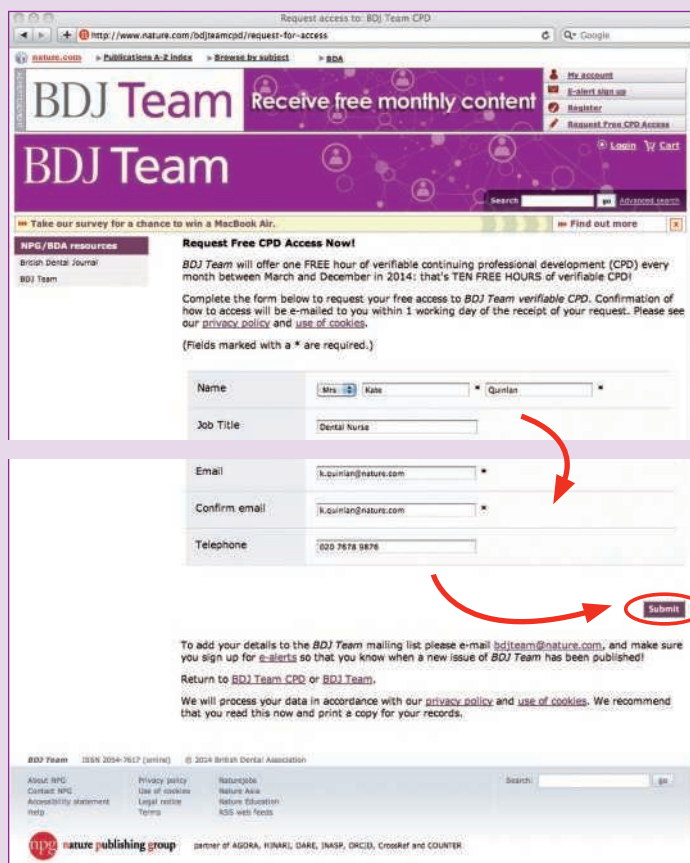 Request access to: BDJ Team CPD
http://www.nature.com/bdjteamcpd/request-for-access
Google
nature.com Publications A-Z index Browse by subject BDA
BDJ Team Receive free monthly content
My account
E-alert sign up
Register
Request Free CPD Access
BDJ Team
Login Cart
Search go Advanced search
Take our survey for a chance to win a MacBook Air. Find out more x
NPG/BDA resources
British Dental Journal
BDJ Team
Request Free CPD Access Now!
BDJ Team will offer one FREE hour of verifiable continuing professional development (CPD) every
month between March and December in 2014: that's TEN FREE HOURS of verifiable CPD!
Complete the form below to request your free access to BDJ Team verifiable CPD. Confirmation of
how to access will be e-mailed to you within 1 working day of the receipt of your request. Please see
our privacy policy and use of cookies.
(Fields marked with a * are required.)
Name Mrs Kate * Quinlan *
Job Title Dental Nurse
Email k.quinlan@nature.com *
Confirm email k.quinlan@nature.com *
Telephone 020 7678 9876
Submit
To add your details to the BDJ Team mailing list please e-mail bdjteam@nature.com, and make sure
you sign up for e-alerts so that you know when a new issue of BDJ Team has been published!
Return to BDJ Team CPD or BDJ Team.
We will process your data in accordance with our privacy policy and use of cookies. We recommend
that you read this now and print a copy for your records.
BDJ Team ISSN 2054-7617 (online) © 2014 British Dental Association
About NPG Privacy policy Naturejobs Search: go
Contact NPG Use of cookies Nature Asia
Accessibility statement Legal notice Nature Education
Help Terms RSS web feeds
npg nature publishing group partner of AGORA, HINARI, OARE, INASP, ORCID, CrossRef and COUNTER